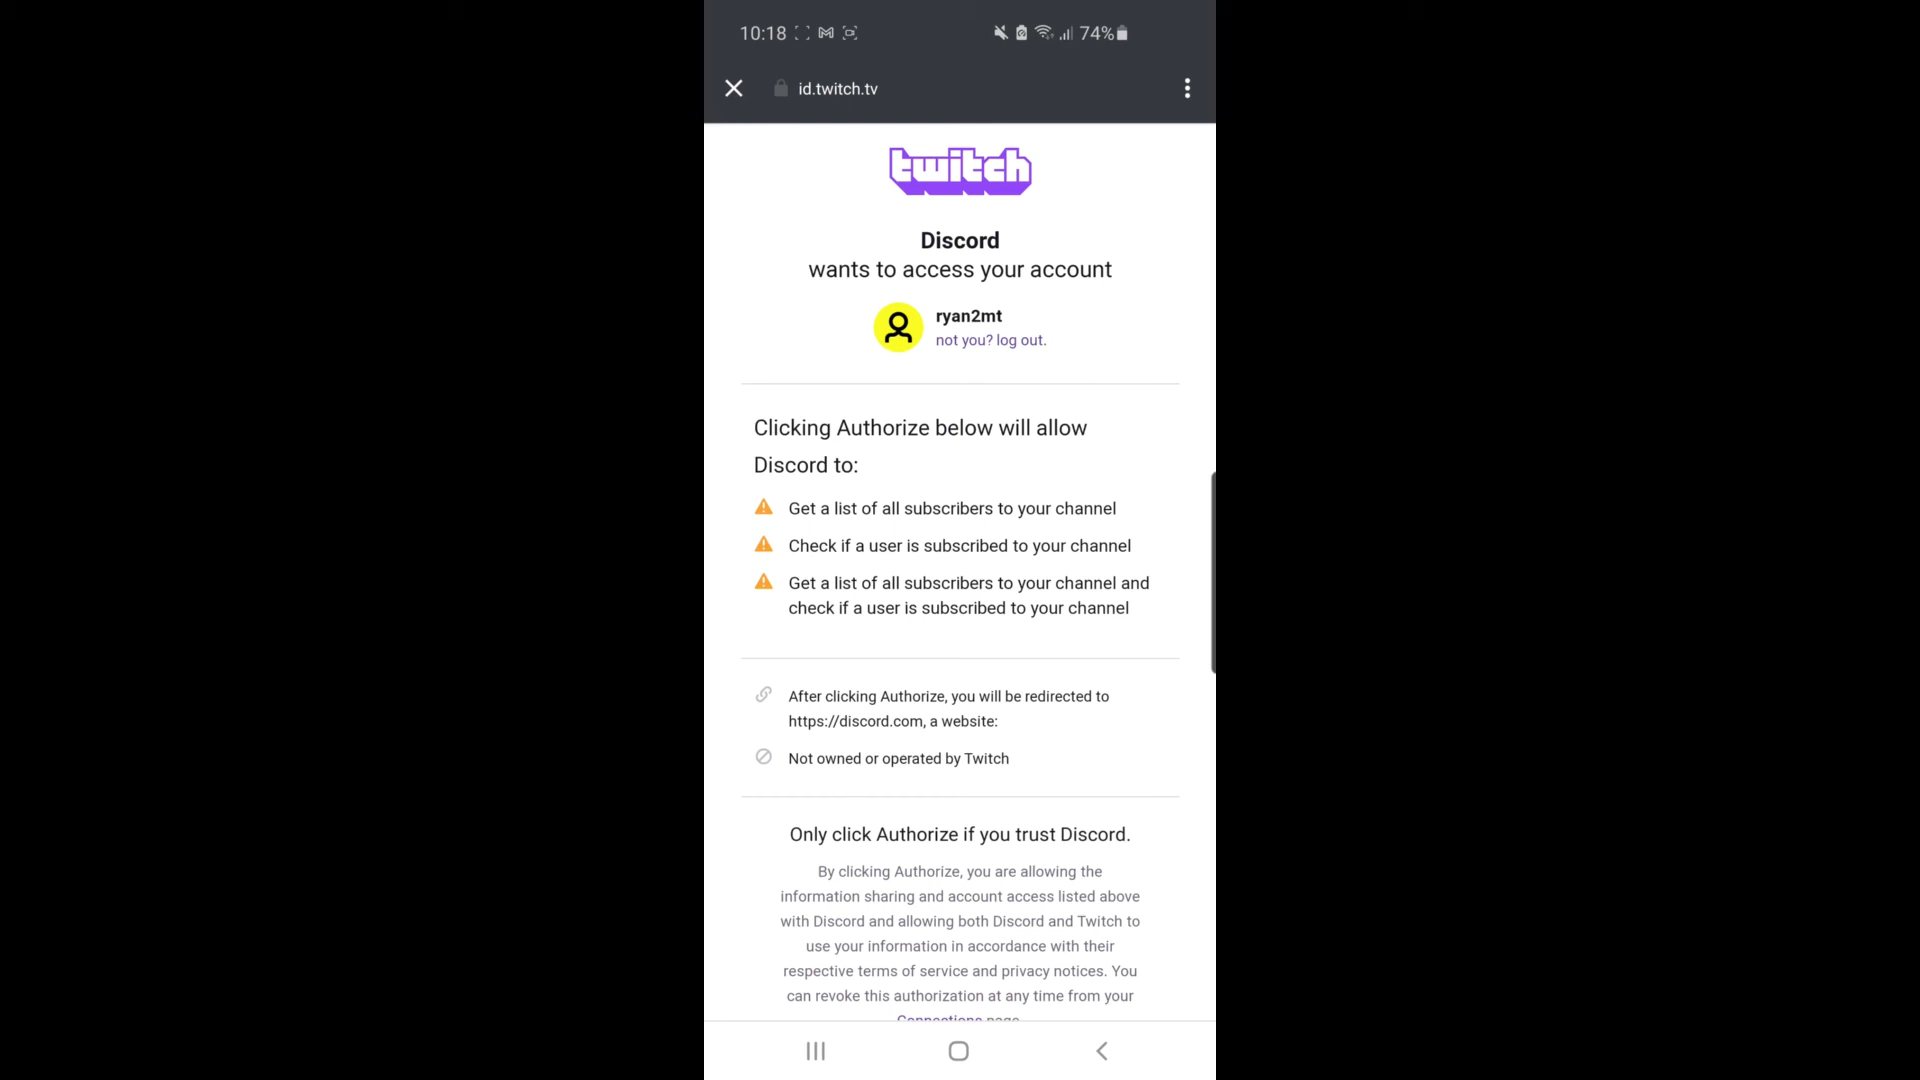 10:18
74%
id.twitch.tv
twitch
Discord
wants to access your account
ryan2mt
not you? log out.
Clicking Authorize below will allow
Discord to:
Get a list of all subscribers to your channel
Check if a user is subscribed to your channel
Get a list of all subscribers to your channel and
check if a user is subscribed to your channel
After clicking Authorize, you will be redirected to
https://discord.com, a website:
Not owned or operated by Twitch
Only click Authorize if you trust Discord.
By clicking Authorize, you are allowing the
information sharing and account access listed above
with Discord and allowing both Discord and Twitch to
use your information in accordance with their
respective terms of service and privacy notices. You
can revoke this authorization at any time from your
Connections page